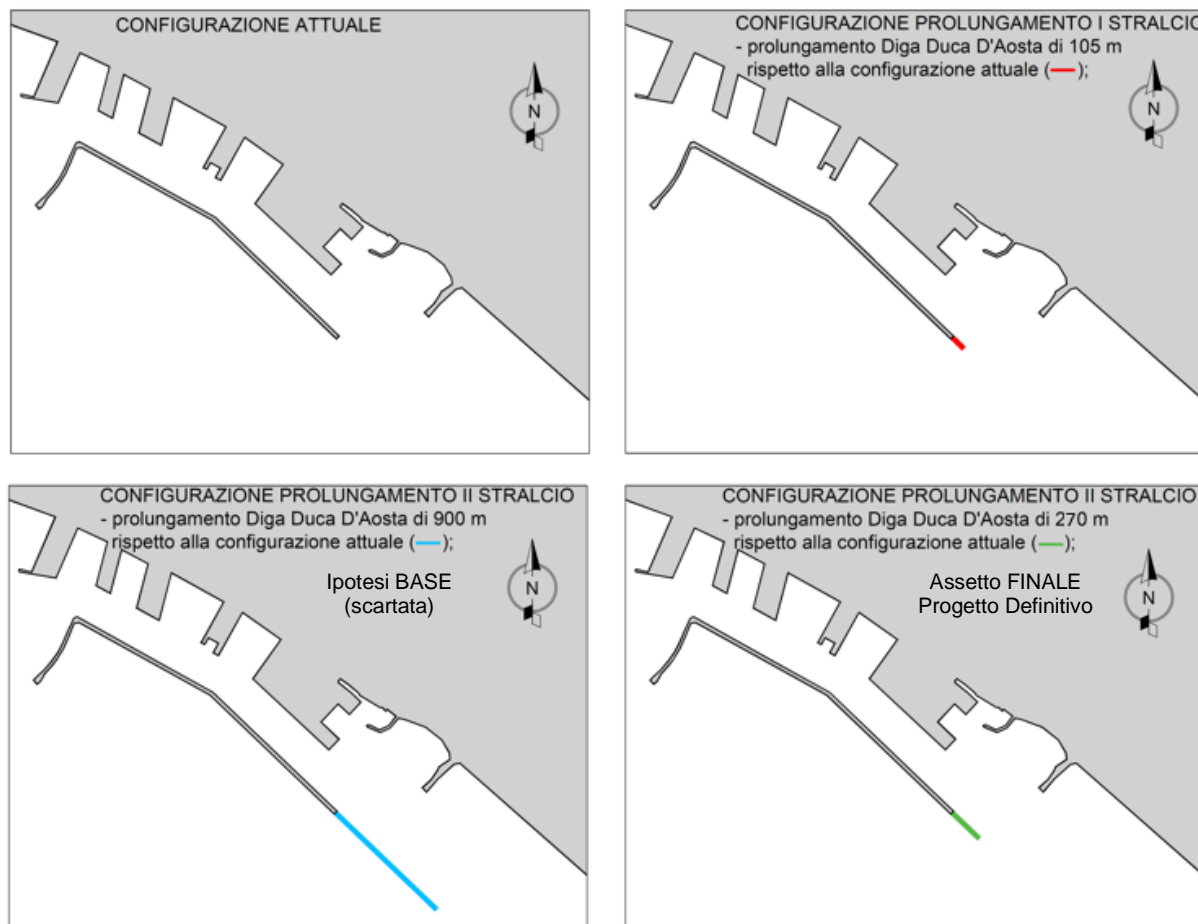 CONFIGURAZIONE ATTUALE
N
CONFIGURAZIONE PROLUNGAMENTO I STRALCIO
- prolungamento Diga Duca D'Aosta di 105 m
rispetto alla configurazione attuale ( );
N
CONFIGURAZIONE PROLUNGAMENTO II STRALCIO
- prolungamento Diga Duca D'Aosta di 900 m
rispetto alla configurazione attuale ( );
Ipotesi BASE
(scartata)
N
CONFIGURAZIONE PROLUNGAMENTO II STRALCIO
- prolungamento Diga Duca D'Aosta di 270 m
rispetto alla configurazione attuale ( );
Assetto FINALE
Progetto Definitivo
N